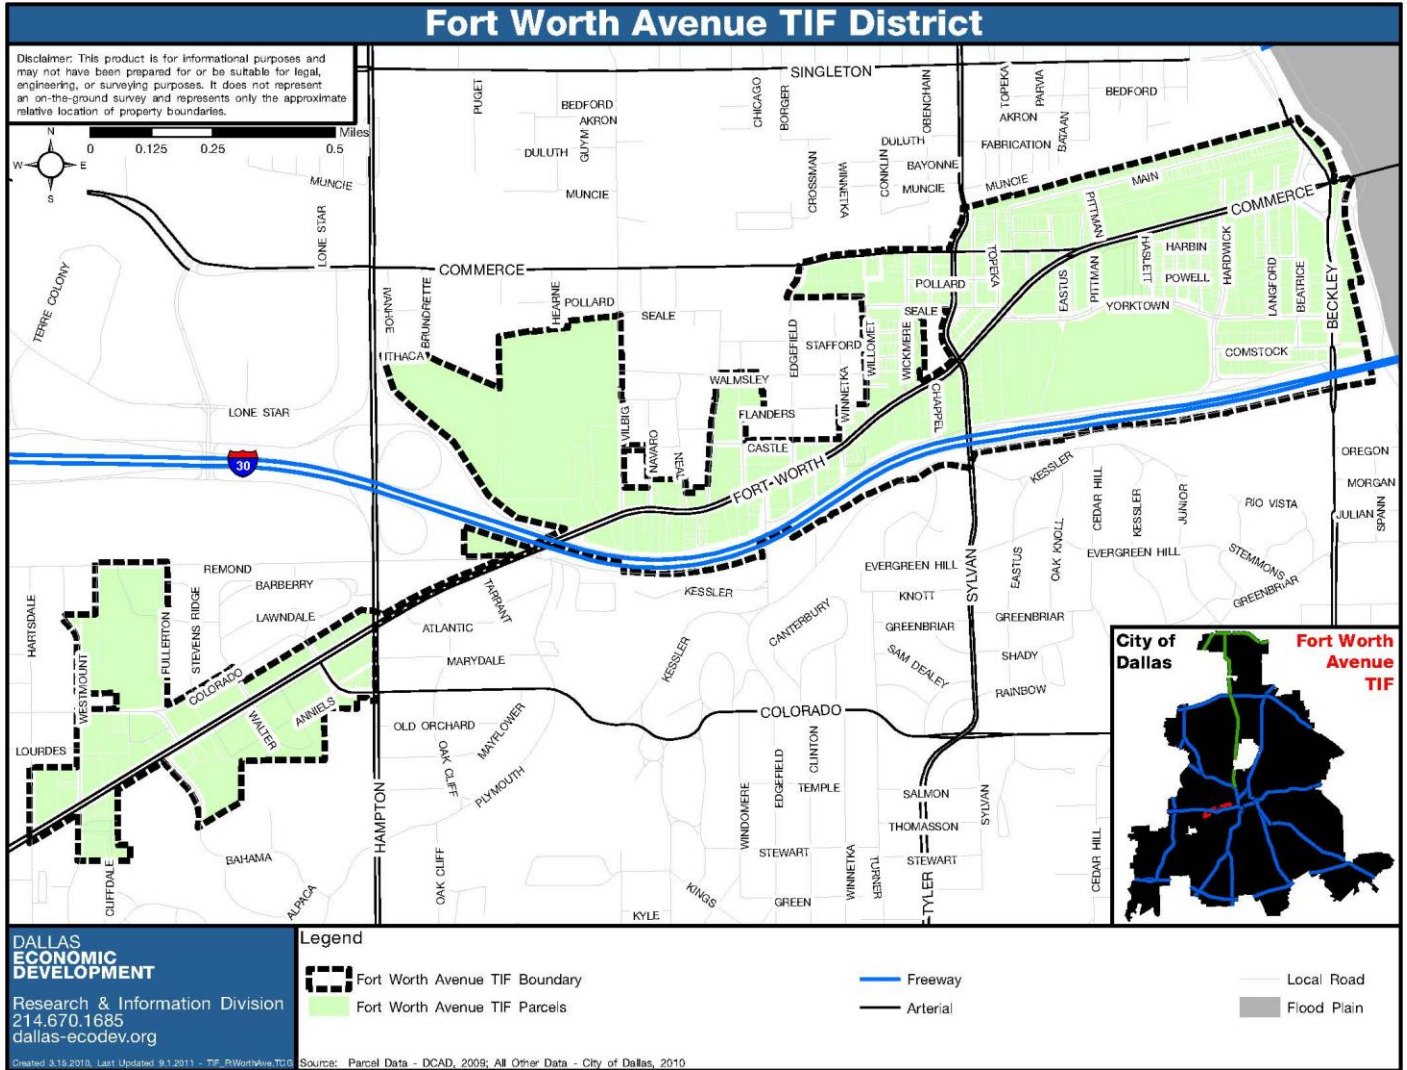 Fort Worth Avenue TIF District
Disclaimer: This product is for informational purposes and
may not have been prepared for or be suitable for legal,
engineering, or surveying purposes. It does not represent
an on-the-ground survey and represents only the approximate
relative location of property boundaries.
N
W E
S
0 0.125 0.25 0.5 Miles
SINGLETON
PUGET
BEDFORD
AKRON
GUYM
DULUTH
MUNCIE
CHICAGO
BORGER
CROSSMAN
WINNETKA
CONKLIN
OBENCHAIN
DULUTH
BAYONNE
MUNCIE
TOPEKA
PARVIA
AKRON
BEDFORD
FABRICATION
BATAAN
MUNCIE
MAIN
MUNCIE
LONE STAR
TERRE COLONY
COMMERCE
COMMERCE
PITTMAN
HARBIN
HASLETT
POWELL
HARDWICK
LANGFORD
BEATRICE
BECKLEY
TOPEKA
EASTUS
PITTMAN
YORKTOWN
COMSTOCK
POLLARD
SEALE
IVANHOE
BRUNDRETTE
HEARNE
POLLARD
SEALE
ITHACA
EDGEFIELD
STAFFORD
WILLOMET
WICKMERE
WALMSLEY
FLANDERS
WINNETKA
CHAPPEL
CASTLE
VILBIG
NAVARO
NEAL
FORT-WORTH
LONE STAR
30
KESSLER
CEDAR HILL
KESSLER
JUNIOR
RIO VISTA
OREGON
MORGAN
JULIAN
SPANN
EASTUS
OAK KNOLL
EVERGREEN HILL
STEMMONS
GREENBRIAR
SYLVAN
EVERGREEN HILL
KNOTT
GREENBRIAR
GREENBRIAR
SAM DEALEY
SHADY
RAINBOW
REMOND
BARBERRY
LAWNDALE
HARTSDALE
FULLERTON
STEVENS RIDGE
WESTMOUNT
COLORADO
WALTER
ANNIELS
LOURDES
TARRANT
ATLANTIC
MARYDALE
KESSLER
KESSLER
CANTERBURY
COLORADO
OLD ORCHARD
MAYFLOWER
OAK CLIFF
PLYMOUTH
HAMPTON
BAHAMA
CLIFFDALE
ALPACA
OAK CLIFF
KYLE
KINGS
WINDOMERE
EDGEFIELD
CLINTON
TEMPLE
STEWART
GREEN
WINNETKA
TURNER
SALMON
THOMASSON
STEWART
TYLER
SYLVAN
CEDAR HILL
City of
Dallas
Fort Worth
Avenue
TIF
DALLAS
ECONOMIC
DEVELOPMENT
Research & Information Division
214.670.1685
dallas-ecodev.org
Created 3.15.2010, Last Updated 9.1.2011 - TIF_FtWorthAve.TCG
Legend
Fort Worth Avenue TIF Boundary
Fort Worth Avenue TIF Parcels
Freeway
Arterial
Local Road
Flood Plain
Source: Parcel Data - DCAD, 2009; All Other Data - City of Dallas, 2010